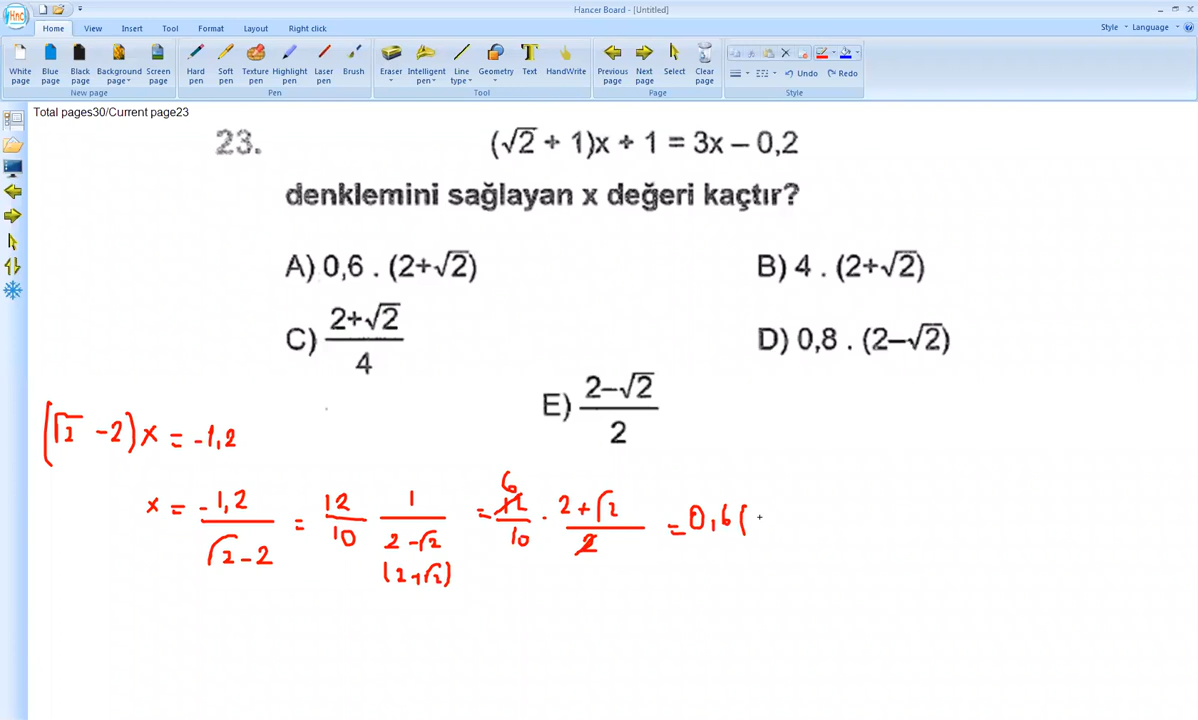 Hancer Board - [Untitled]
Home View Insert Tool Format Layout Right click
Style Language
White page Blue page Black page Background page Screen page
Hard pen Soft pen Texture pen Highlight pen Laser pen Brush
Eraser Intelligent pen Line type Geometry Text HandWrite
Previous page Next page Select Clear page
Undo Redo
New page Pen Tool Page Style
Total pages30/Current page23
23. (√2 + 1)x + 1 = 3x – 0,2
denklemini sağlayan x değeri kaçtır?
A) 0,6 . (2+√2) B) 4 . (2+√2)
C) (2+√2)/4 D) 0,8 . (2–√2)
E) (2–√2)/2
(√2 - 2) x = -1,2
x = -1,2/(√2 - 2) = 12/10 1/(2 - √2) = 12/10 . (2 + √2)/2 = 0,6 (
6
(2+√2)